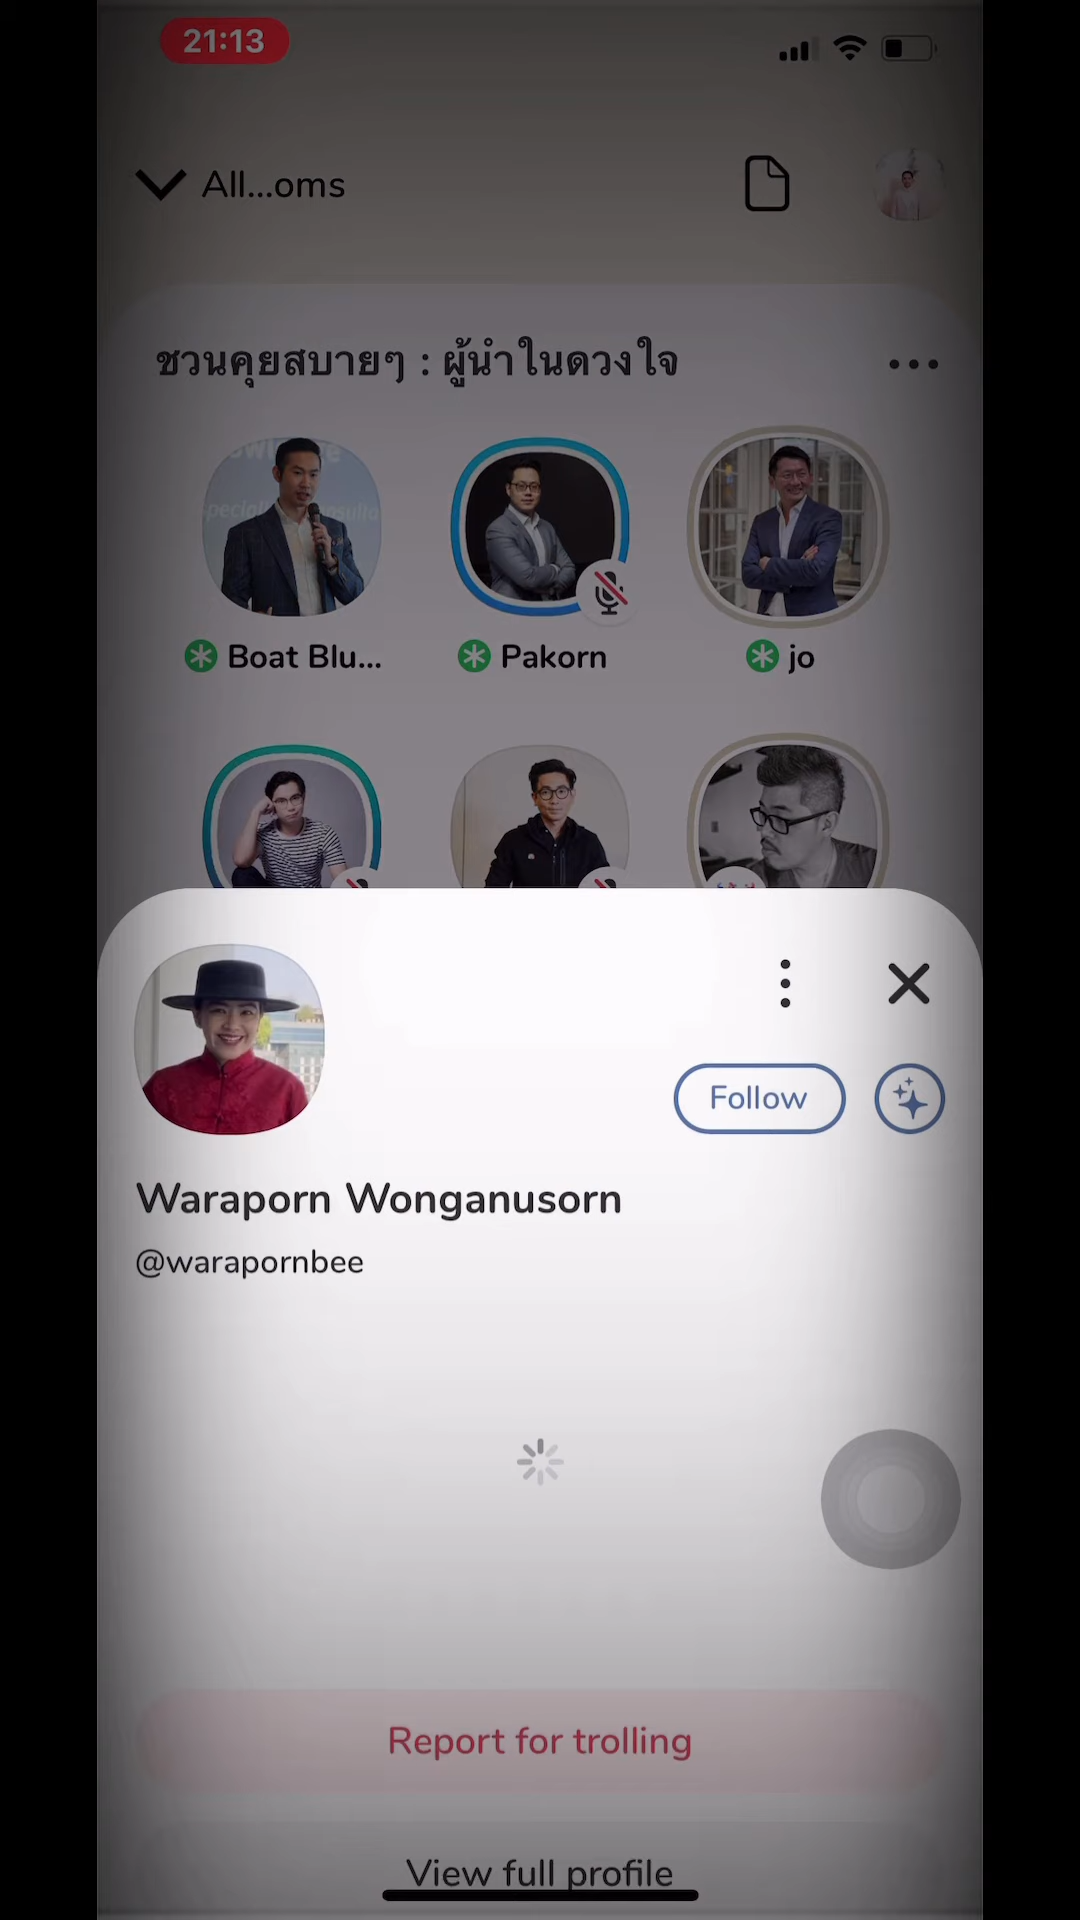 21:13
All...oms
ชวนคุยสบายๆ : ผู้นำในดวงใจ
Boat Blu...
Pakorn
jo
Follow
Waraporn Wonganusorn
@warapornbee
Report for trolling
View full profile